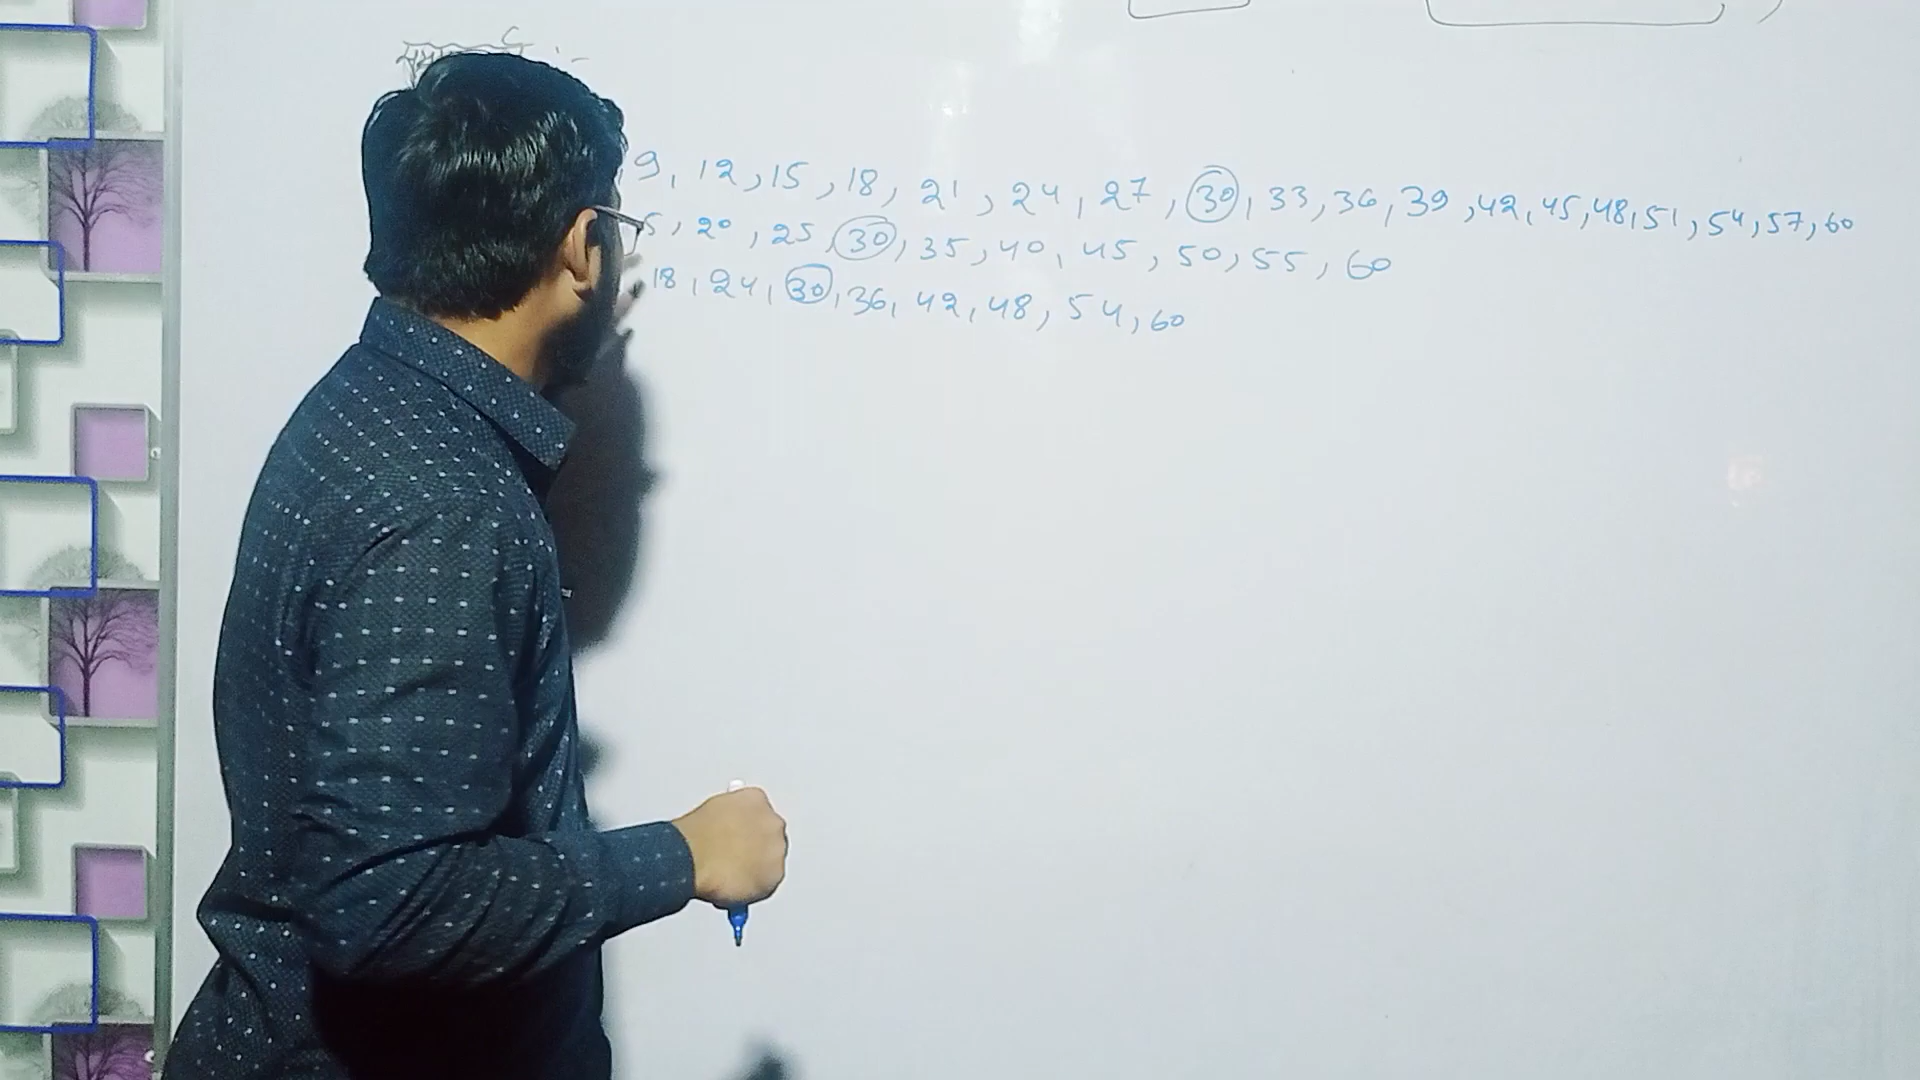 9, 12, 15, 18, 21, 24, 27, 30, 33, 36, 39, 42, 45, 48, 51, 54, 57, 60
5, 20, 25, 30, 35, 40, 45, 50, 55, 60
18, 24, 30, 36, 42, 48, 54, 60